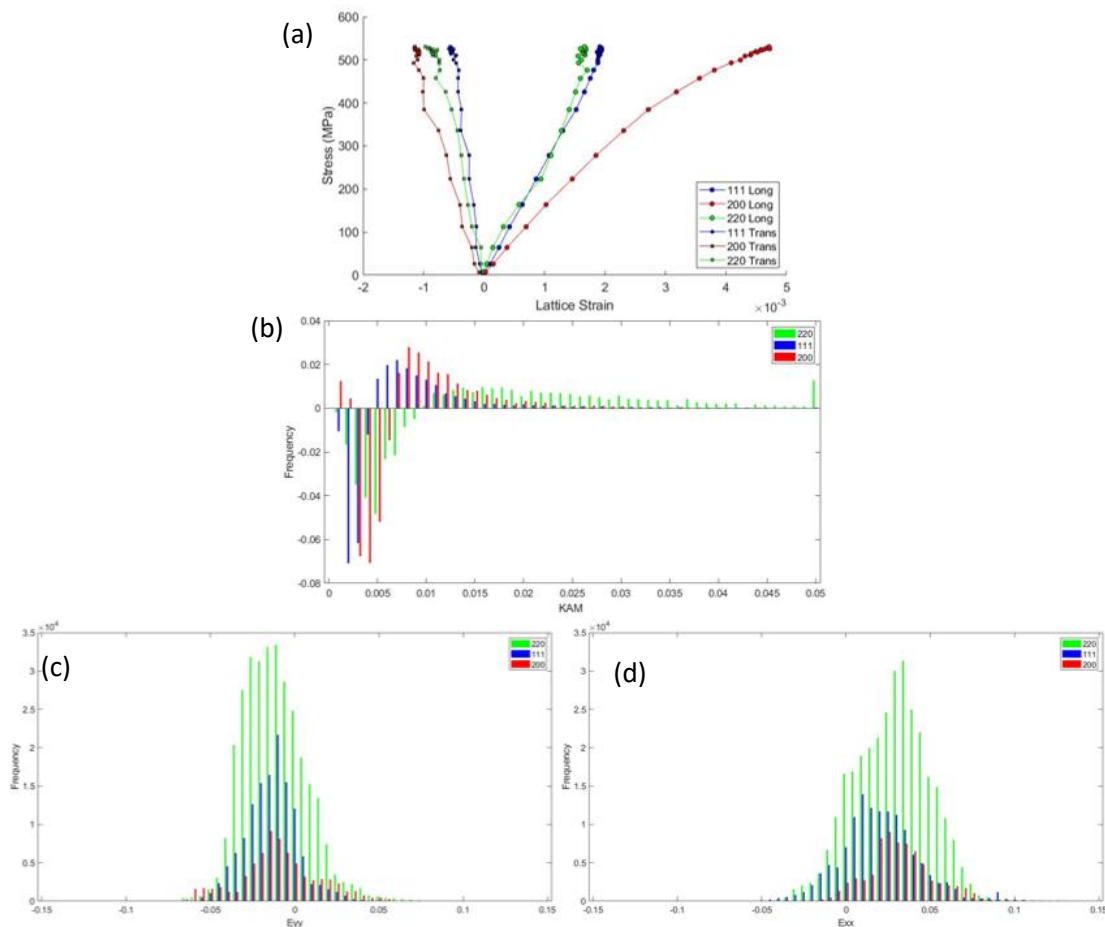 (a)
600
500
400
300
200
100
0
Stress (MPa)
111 Long
200 Long
220 Long
111 Trans
200 Trans
220 Trans
-2 -1 0 1 2 3 4 5
Lattice Strain
×10⁻³
(b)
0.04
0.02
0
-0.02
-0.04
-0.06
-0.08
Frequency
220
111
200
0 0.005 0.01 0.015 0.02 0.025 0.03 0.035 0.04 0.045 0.05
KAM
(c)
×10⁴
3.5
3
2.5
2
1.5
1
0.5
0
Frequency
220
111
200
-0.15 -0.1 -0.05 0 0.05 0.1 0.15
Eyy
(d)
×10⁴
3.5
3
2.5
2
1.5
1
0.5
0
Frequency
220
111
200
-0.15 -0.1 -0.05 0 0.05 0.1 0.15
Exx